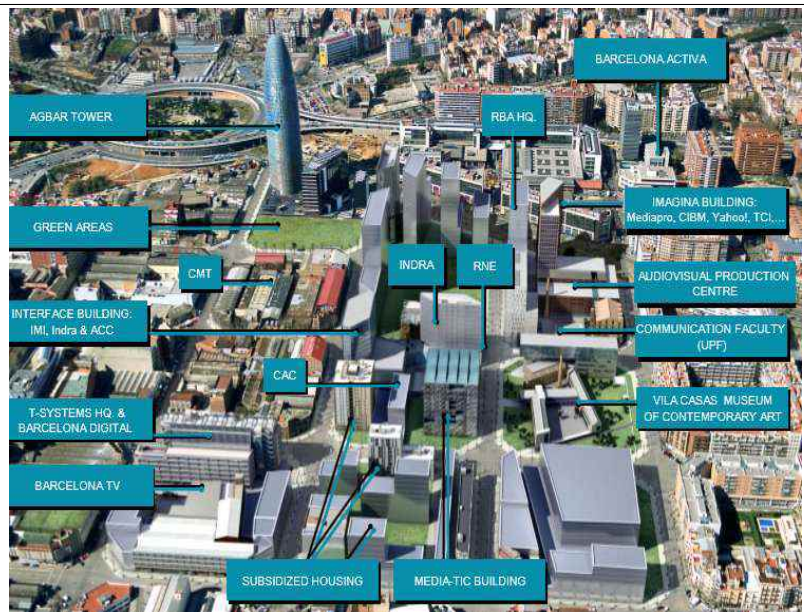 BARCELONA ACTIVA
AGBAR TOWER
RBA HQ.
IMAGINA BUILDING:
Mediapro, CIBM, Yahoo!, TCI,...
GREEN AREAS
INDRA
RNE
CMT
AUDIOVISUAL PRODUCTION
CENTRE
INTERFACE BUILDING:
IMI, Indra & ACC
COMMUNICATION FACULTY
(UPF)
CAC
VILA CASAS MUSEUM
OF CONTEMPORARY ART
T-SYSTEMS HQ. &
BARCELONA DIGITAL
BARCELONA TV
SUBSIDIZED HOUSING
MEDIA-TIC BUILDING